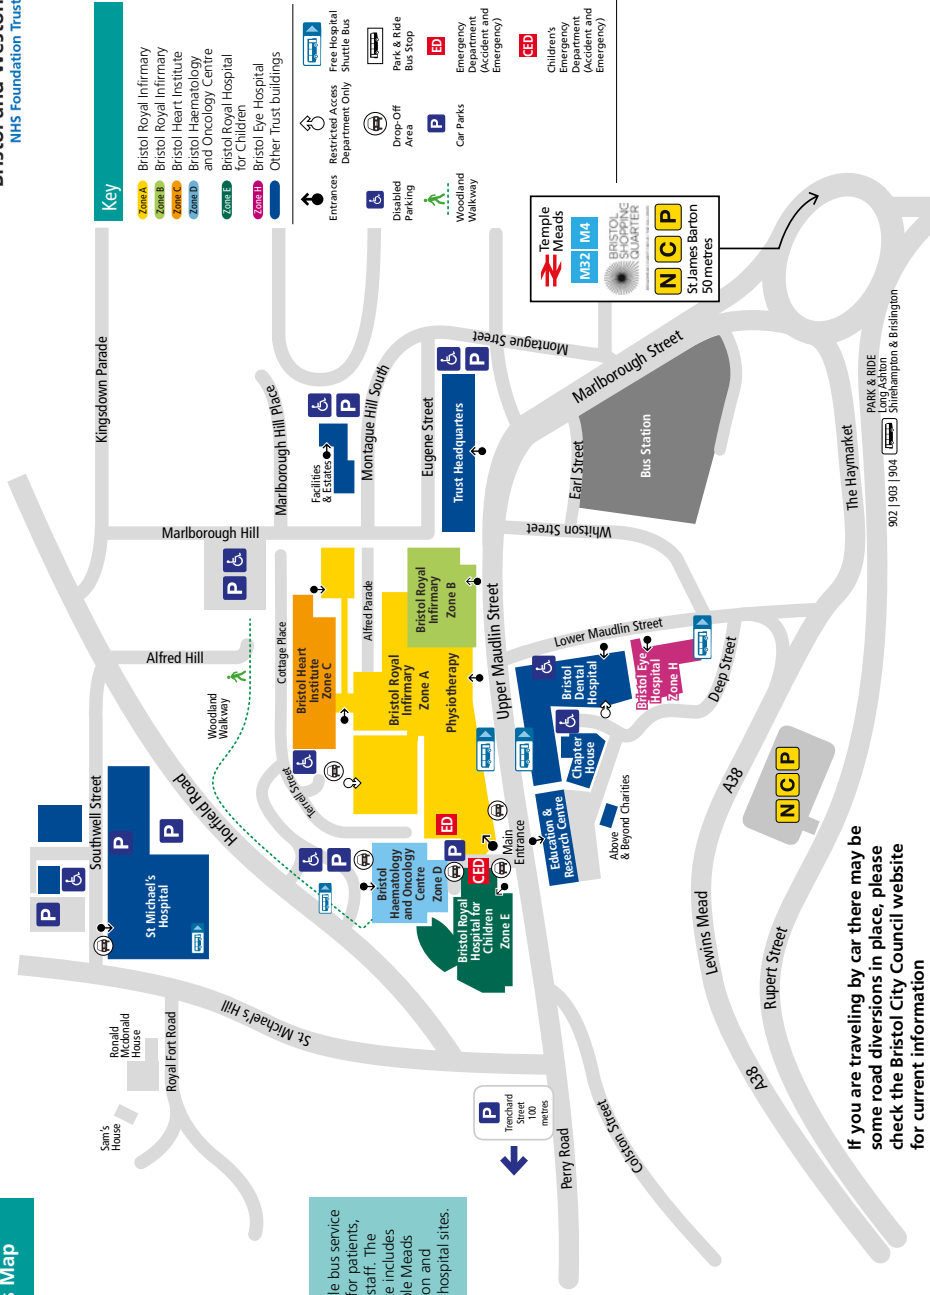 s Map
Bristol and Weston
NHS Foundation Trust
Key
Zone A Bristol Royal Infirmary
Zone B Bristol Royal Infirmary
Zone C Bristol Heart Institute
Zone D Bristol Haematology
and Oncology Centre
Zone E Bristol Royal Hospital
for Children
Zone H Bristol Eye Hospital
Other Trust buildings
Entrances
Restricted Access
Department Only
Free Hospital
Shuttle Bus
Disabled
Parking
Drop-Off
Area
Park & Ride
Bus Stop
Woodland
Walkway
P
Car Parks
ED
Emergency
Department
(Accident and
Emergency)
CED
Children's
Emergency
Department
(Accident and
Emergency)
Temple
Meads
M32 M4
BRISTOL
SHOPPING
QUARTER
N C P
St James Barton
50 metres
Kingsdown Parade
Southwell Street
Marlborough Hill
Alfred Hill
Horfield Road
Woodland
Walkway
P
P
P
P
St Michael's
Hospital
Ronald
Mcdonald
House
Sam's
House
Royal Fort Road
St. Michael's Hill
Marlborough Hill Place
Facilities
& Estates
P
Montague Hill South
Montague Street
Eugene Street
Trust Headquarters
P
Cottage Place
Alfred Parade
Terrell Street
Bristol Heart
Institute
Zone C
Bristol Royal
Infirmary
Zone A
Physiotherapy
Bristol Royal
Infirmary
Zone B
P
Bristol
Haematology
and Oncology
Centre
Zone D
ED
P
CED
Bristol Royal
Hospital for
Children
Zone E
Main
Entrance
Upper Maudlin Street
Marlborough Street
Earl Street
Whitson Street
Bus Station
Lower Maudlin Street
Bristol
Dental
Hospital
Bristol Eye
Hospital
Zone H
Chapter
House
Education &
Research Centre
Above
& Beyond Charities
Deep Street
A38
N C P
Lewins Mead
Rupert Street
A38
The Haymarket
PARK & RIDE
Long Ashton
Shirehampton & Brislington
902 | 903 | 904
P
Trenchard
Street
100
metres
Perry Road
Colston Street
le bus service
for patients,
staff. The
e includes
ple Meads
on and
hospital sites.
If you are traveling by car there may be
some road diversions in place, please
check the Bristol City Council website
for current information